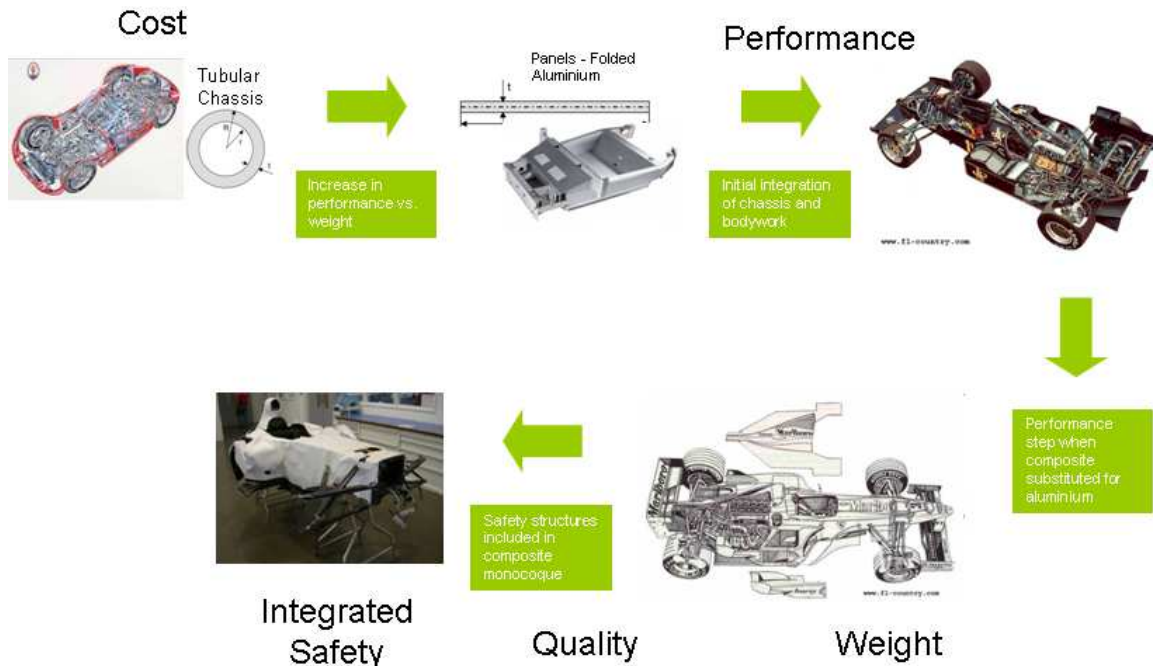 Cost
Tubular
Chassis
Panels - Folded
Aluminium
t
Performance
Increase in
performance vs.
weight
Initial integration
of chassis and
bodywork
www.f1-country.com
Performance
step when
composite
substituted for
aluminium
Safety structures
included in
composite
monocoque
Marlboro
www.f1-country.com
Integrated
Safety
Quality
Weight